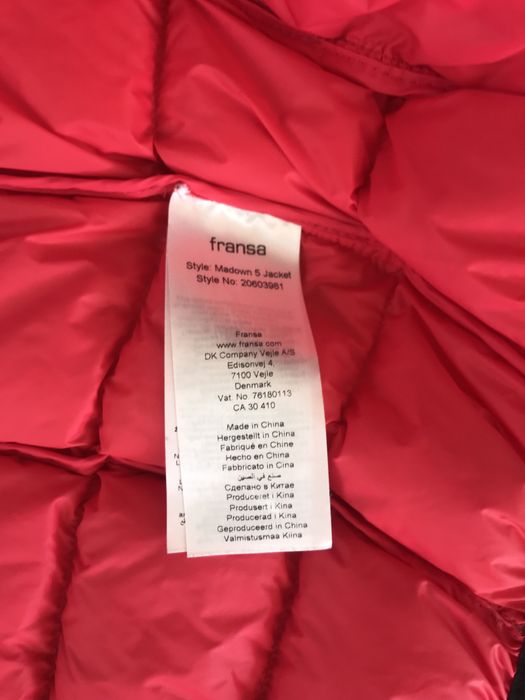 fransa
Style: Madown 5 Jacket
Style No: 20603961
Fransa
www.fransa.com
DK Company Vejle A/S
Edisonvej 4,
7100 Vejle
Denmark
Vat. No 76180113
CA 30 410
Made in China
Hergestellt in China
Fabriqué en Chine
Hecho en China
Fabbricato in Cina
صنع في الصين
Сделано в Китае
Produceret i Kina
Produsert i Kina
Producerad i Kina
Geproduceerd in China
Valmistusmaa Kiina